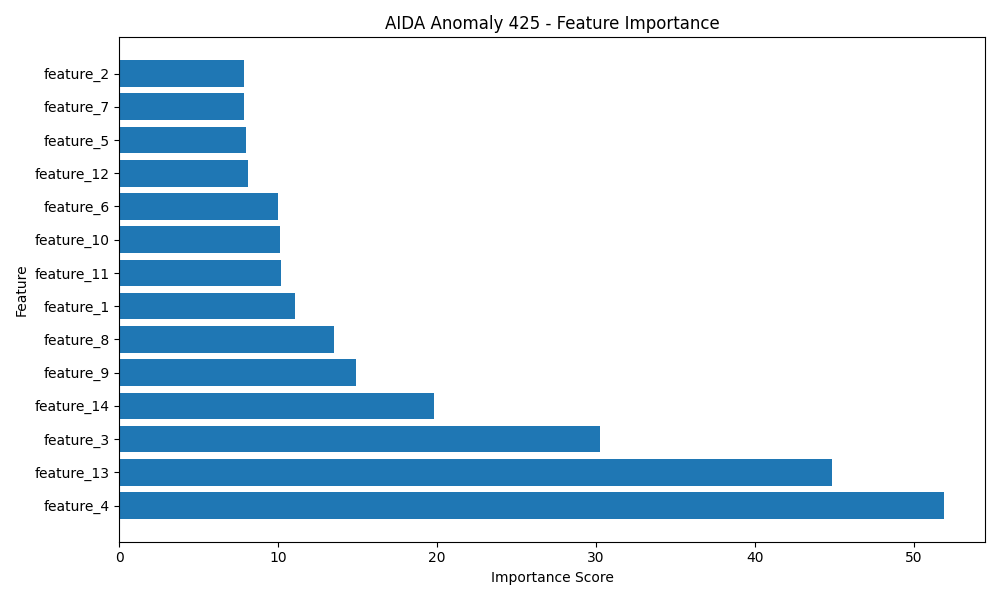 AIDA Anomaly 425 - Feature Importance
feature_2
feature_7
feature_5
feature_12
feature_6
feature_10
feature_11
feature_1
feature_8
feature_9
feature_14
feature_3
feature_13
feature_4
Feature
0 10 20 30 40 50
Importance Score